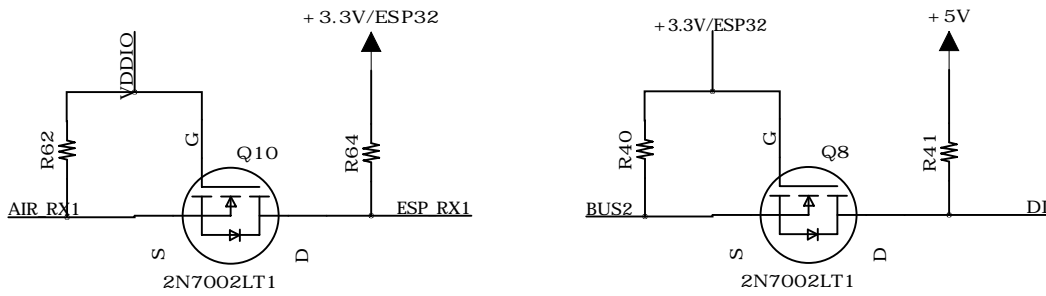 +3.3V/ESP32
VDDIO
R62
G
Q10
R64
AIR_RX1
ESP_RX1
S
D
2N7002LT1
+3.3V/ESP32
+5V
R40
G
Q8
R41
BUS2
DI
S
D
2N7002LT1